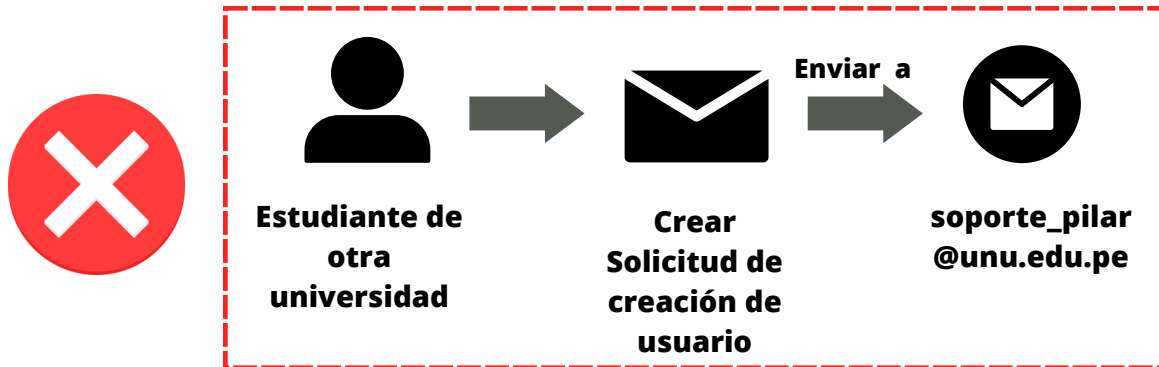 Enviar a
Estudiante de
otra
universidad
Crear
Solicitud de
creación de
usuario
soporte_pilar
@unu.edu.pe